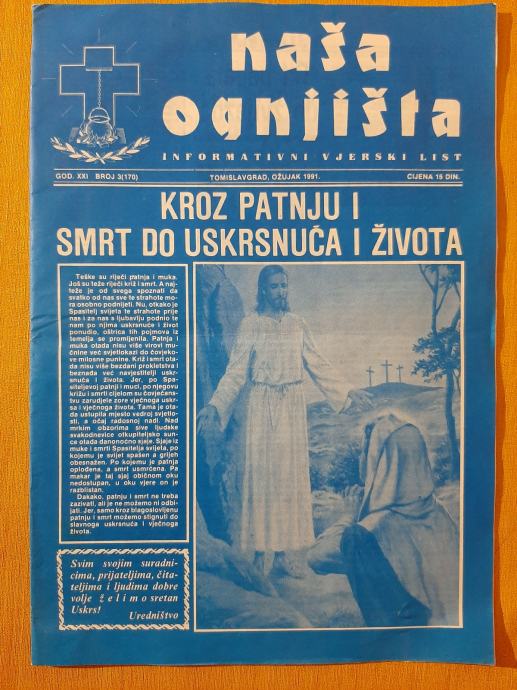 naša
ognjišta
INFORMATIVNI VJERSKI LIST
GOD. XXI BROJ 3(170) TOMISLAVGRAD, OŽUJAK 1991. CIJENA 15 DIN.
KROZ PATNJU I
SMRT DO USKRSNUĆA I ŽIVOTA
Teške su riječi patnja i muka.
Još su teže riječi križ i smrt. A naj-
teže je od svega spoznati da
svatko od nas sve te strahote mo-
ra osobno podnijeti. Nu, otkako je
Spasitelj svijeta te strahote prije
nas i za nas s ljubavlju podnio te
nam po njima uskrsnuće i život
ponudio, oštrica tih pojmova iz
temelja se promijenila. Patnja i
muka otada nisu više virovi mu-
čnine već svjetlokazi do čovjeko-
ve milosne punine. Križ i smrt ota-
da nisu više bezdani prokletstva i
beznađa već navjestitelji uskr-
snuća i života. Jer, po Spa-
siteljevoj patnji i muci, po njegovu
križu i smrti cijelom su čovječan-
stvu zarudjele zore vječnoga uskr-
sa i vječnoga života. Tama je ota-
da ustupila mjesto vedroj svjetlo-
sti, a očaj radosnoj nadi. Nad
mrkim obzorima sive ljudske
svakodnevice otkupiteljsko sun-
ce otada danonoćno sjaje. Sjaje iz
muke i smrti Spasitelja svijeta, po
kojemu je svijet spašen a grijeh
obesnažen. Po kojemu je patnja
oplođena, a smrt usmrćena. Pa
makar je taj sjaj običnom oku
nedostupan, u oku vjere on je
razblistan.
Dakako, patnju i smrt ne treba
zazivati, ali je ne možemo ni odbi-
jati. Jer, samo kroz blagoslovljenu
patnju i smrt možemo stignuti do
slavnoga uskrsnuća i vječnoga
života.
Svim svojim suradni-
cima, prijateljima, čita-
teljima i ljudima dobre
volje želimo sretan
Uskrs!
Uredništvo